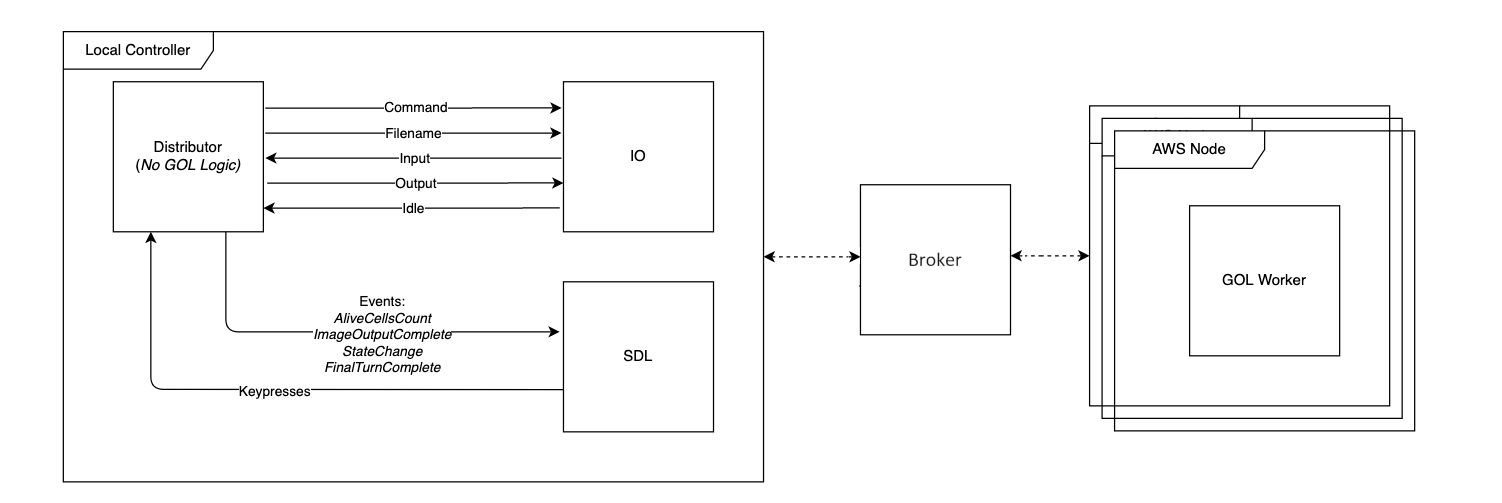 Local Controller
Distributor
(No GOL Logic)
Command
Filename
Input
Output
Idle
IO
Events:
AliveCellsCount
ImageOutputComplete
StateChange
FinalTurnComplete
Keypresses
SDL
Broker
AWS Node
GOL Worker